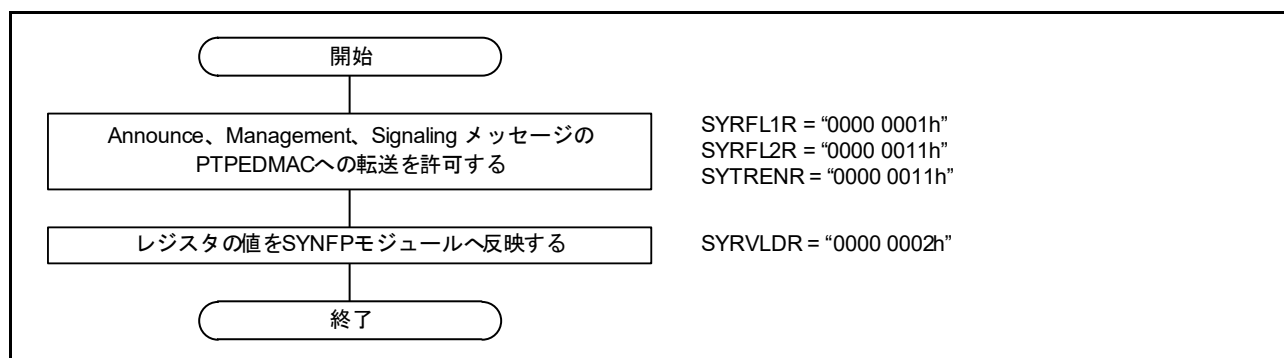 開始
Announce、Management、Signaling メッセージの
PTPEDMACへの転送を許可する
SYRFL1R = “0000 0001h”
SYRFL2R = “0000 0011h”
SYTRENR = “0000 0011h”
レジスタの値をSYNFPモジュールへ反映する
SYRVLDR = “0000 0002h”
終了